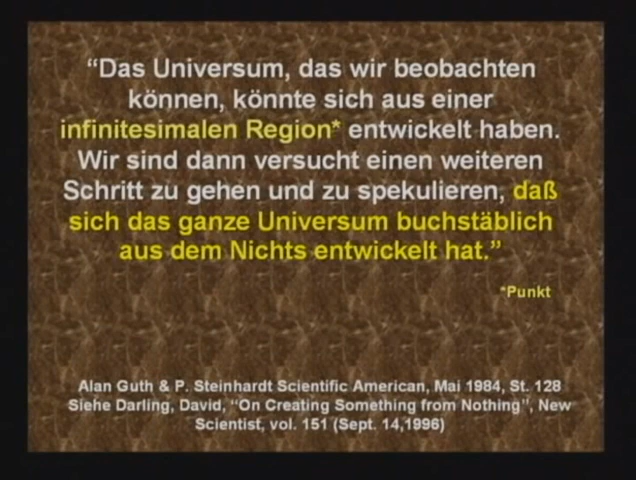 “Das Universum, das wir beobachten
können, könnte sich aus einer
infinitesimalen Region* entwickelt haben.
Wir sind dann versucht einen weiteren
Schritt zu gehen und zu spekulieren, daß
sich das ganze Universum buchstäblich
aus dem Nichts entwickelt hat.”
*Punkt
Alan Guth & P. Steinhardt Scientific American, Mai 1984, St. 128
Siehe Darling, David, “On Creating Something from Nothing”, New
Scientist, vol. 151 (Sept. 14,1996)